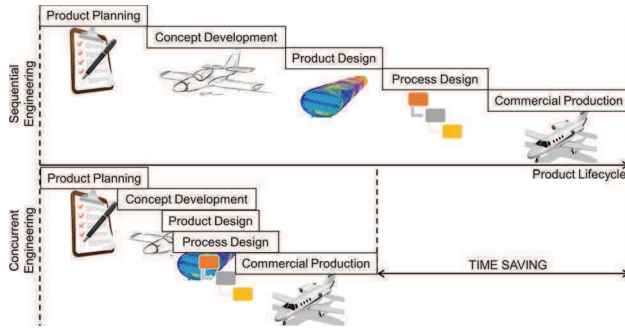 Product Planning
Concept Development
Product Design
Process Design
Commercial Production
Sequential
Engineering
Product Lifecycle
Product Planning
Concept Development
Product Design
Process Design
Commercial Production
TIME SAVING
Concurrent
Engineering